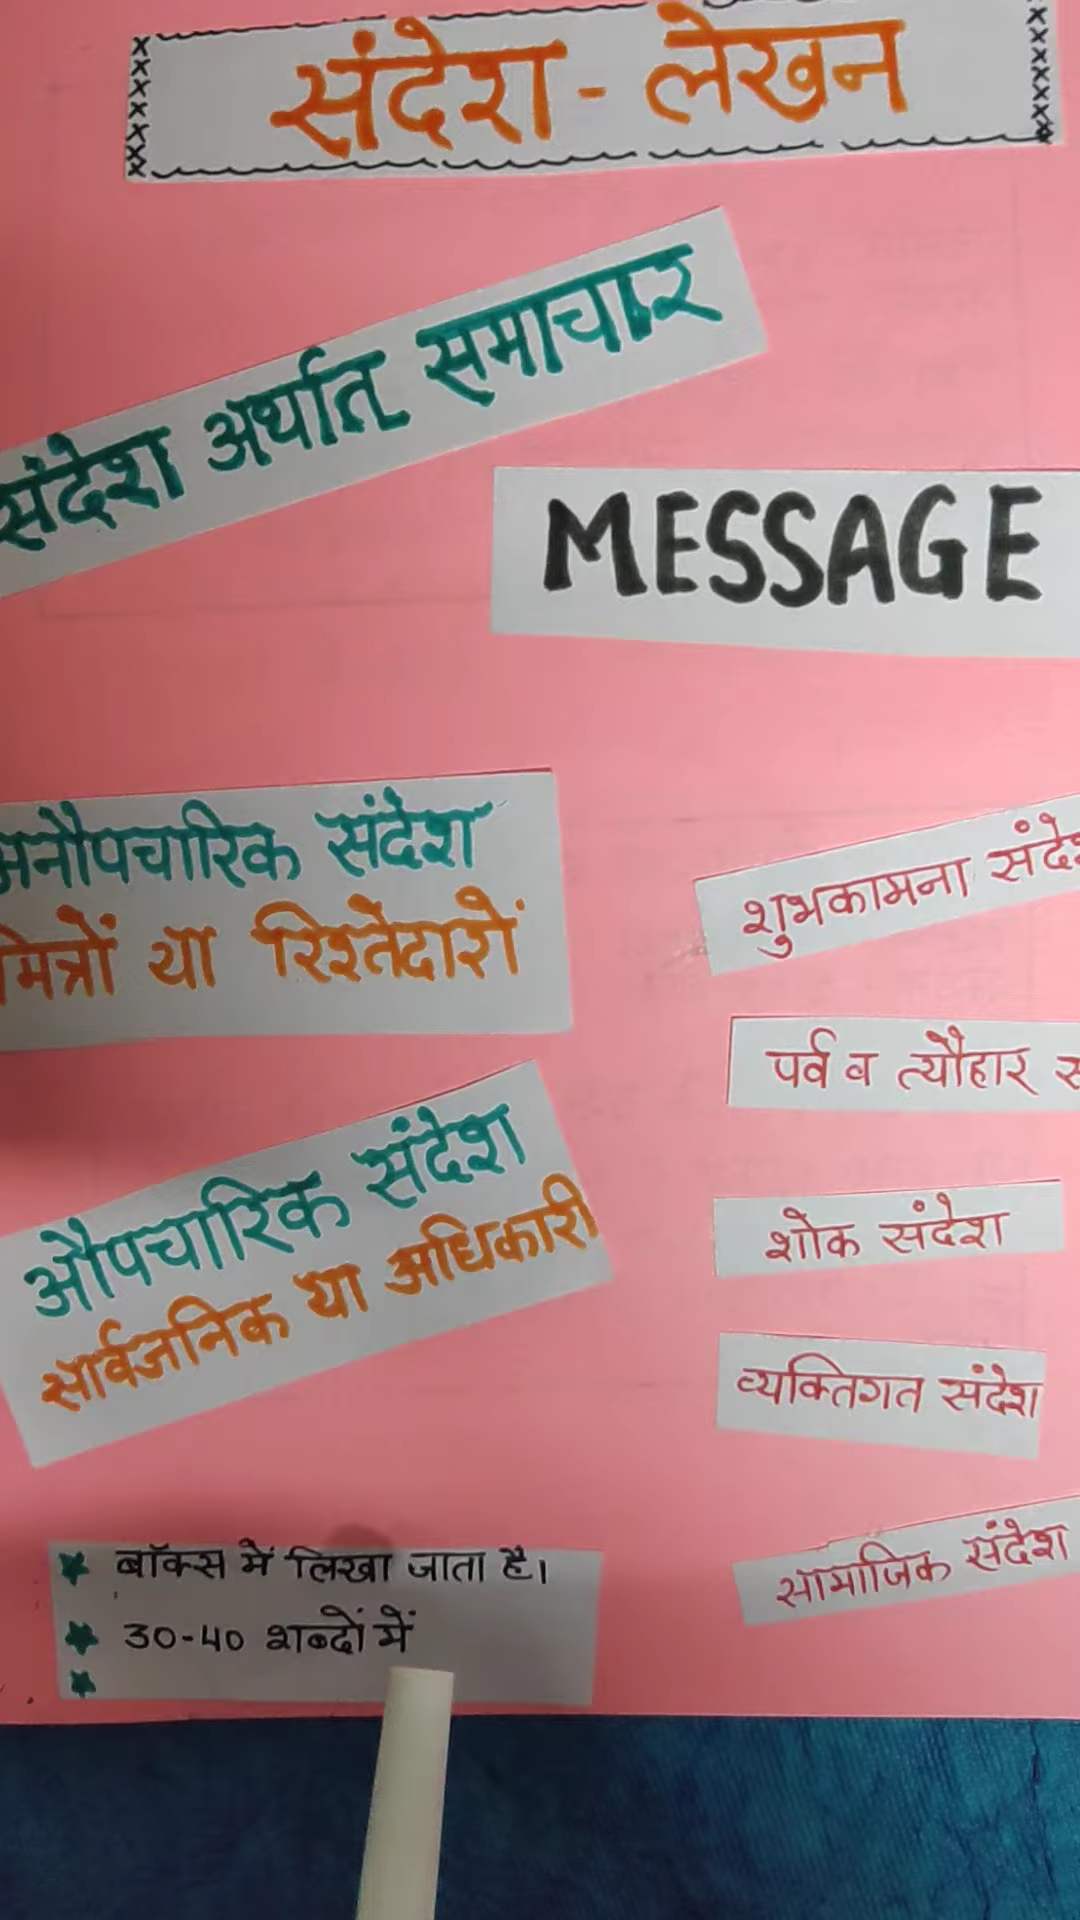 संदेश - लेखन
संदेश अर्थात् समाचार
MESSAGE
अनौपचारिक संदेश
मित्रों या रिश्तेदारों
औपचारिक संदेश
सार्वजनिक या अधिकारी
शुभकामना संदेश
पर्व व त्यौहार
शोक संदेश
व्यक्तिगत संदेश
सामाजिक संदेश
बॉक्स में लिखा जाता है।
30-40 शब्दों में